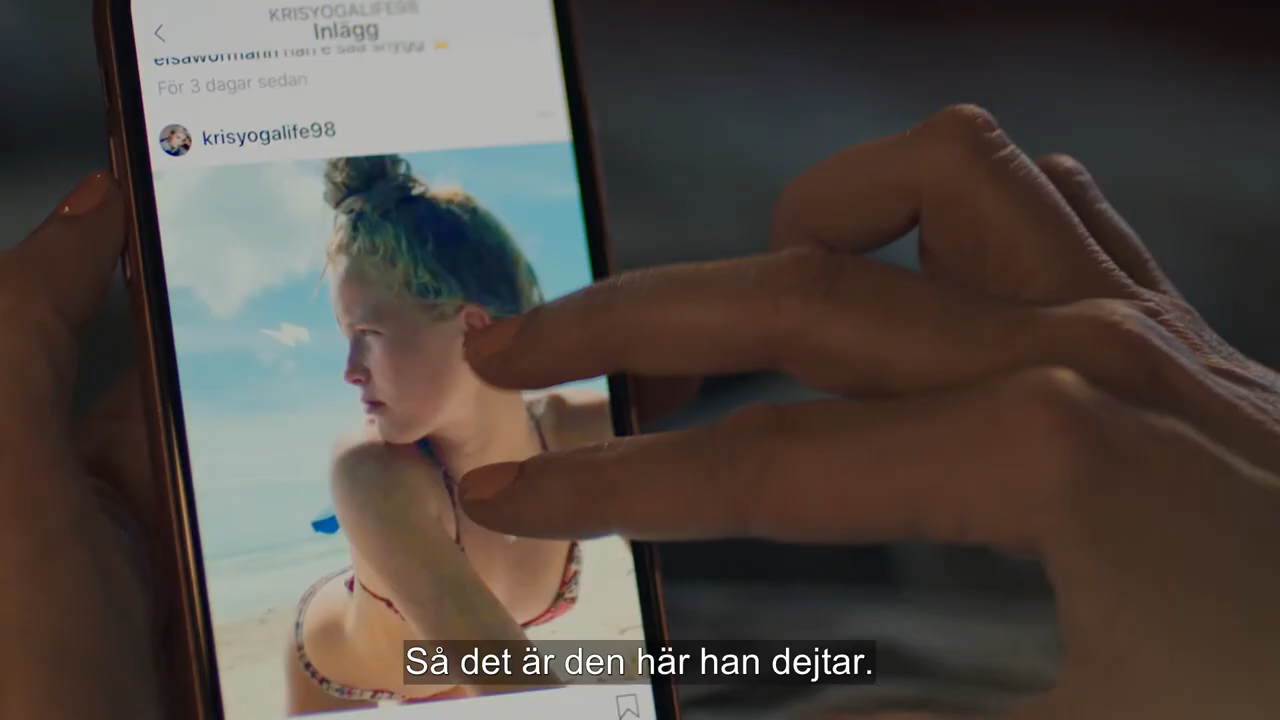 KRISYOGALIFE98
Inlägg
För 3 dagar sedan
krisyogalife98
Så det är den här han dejtar.